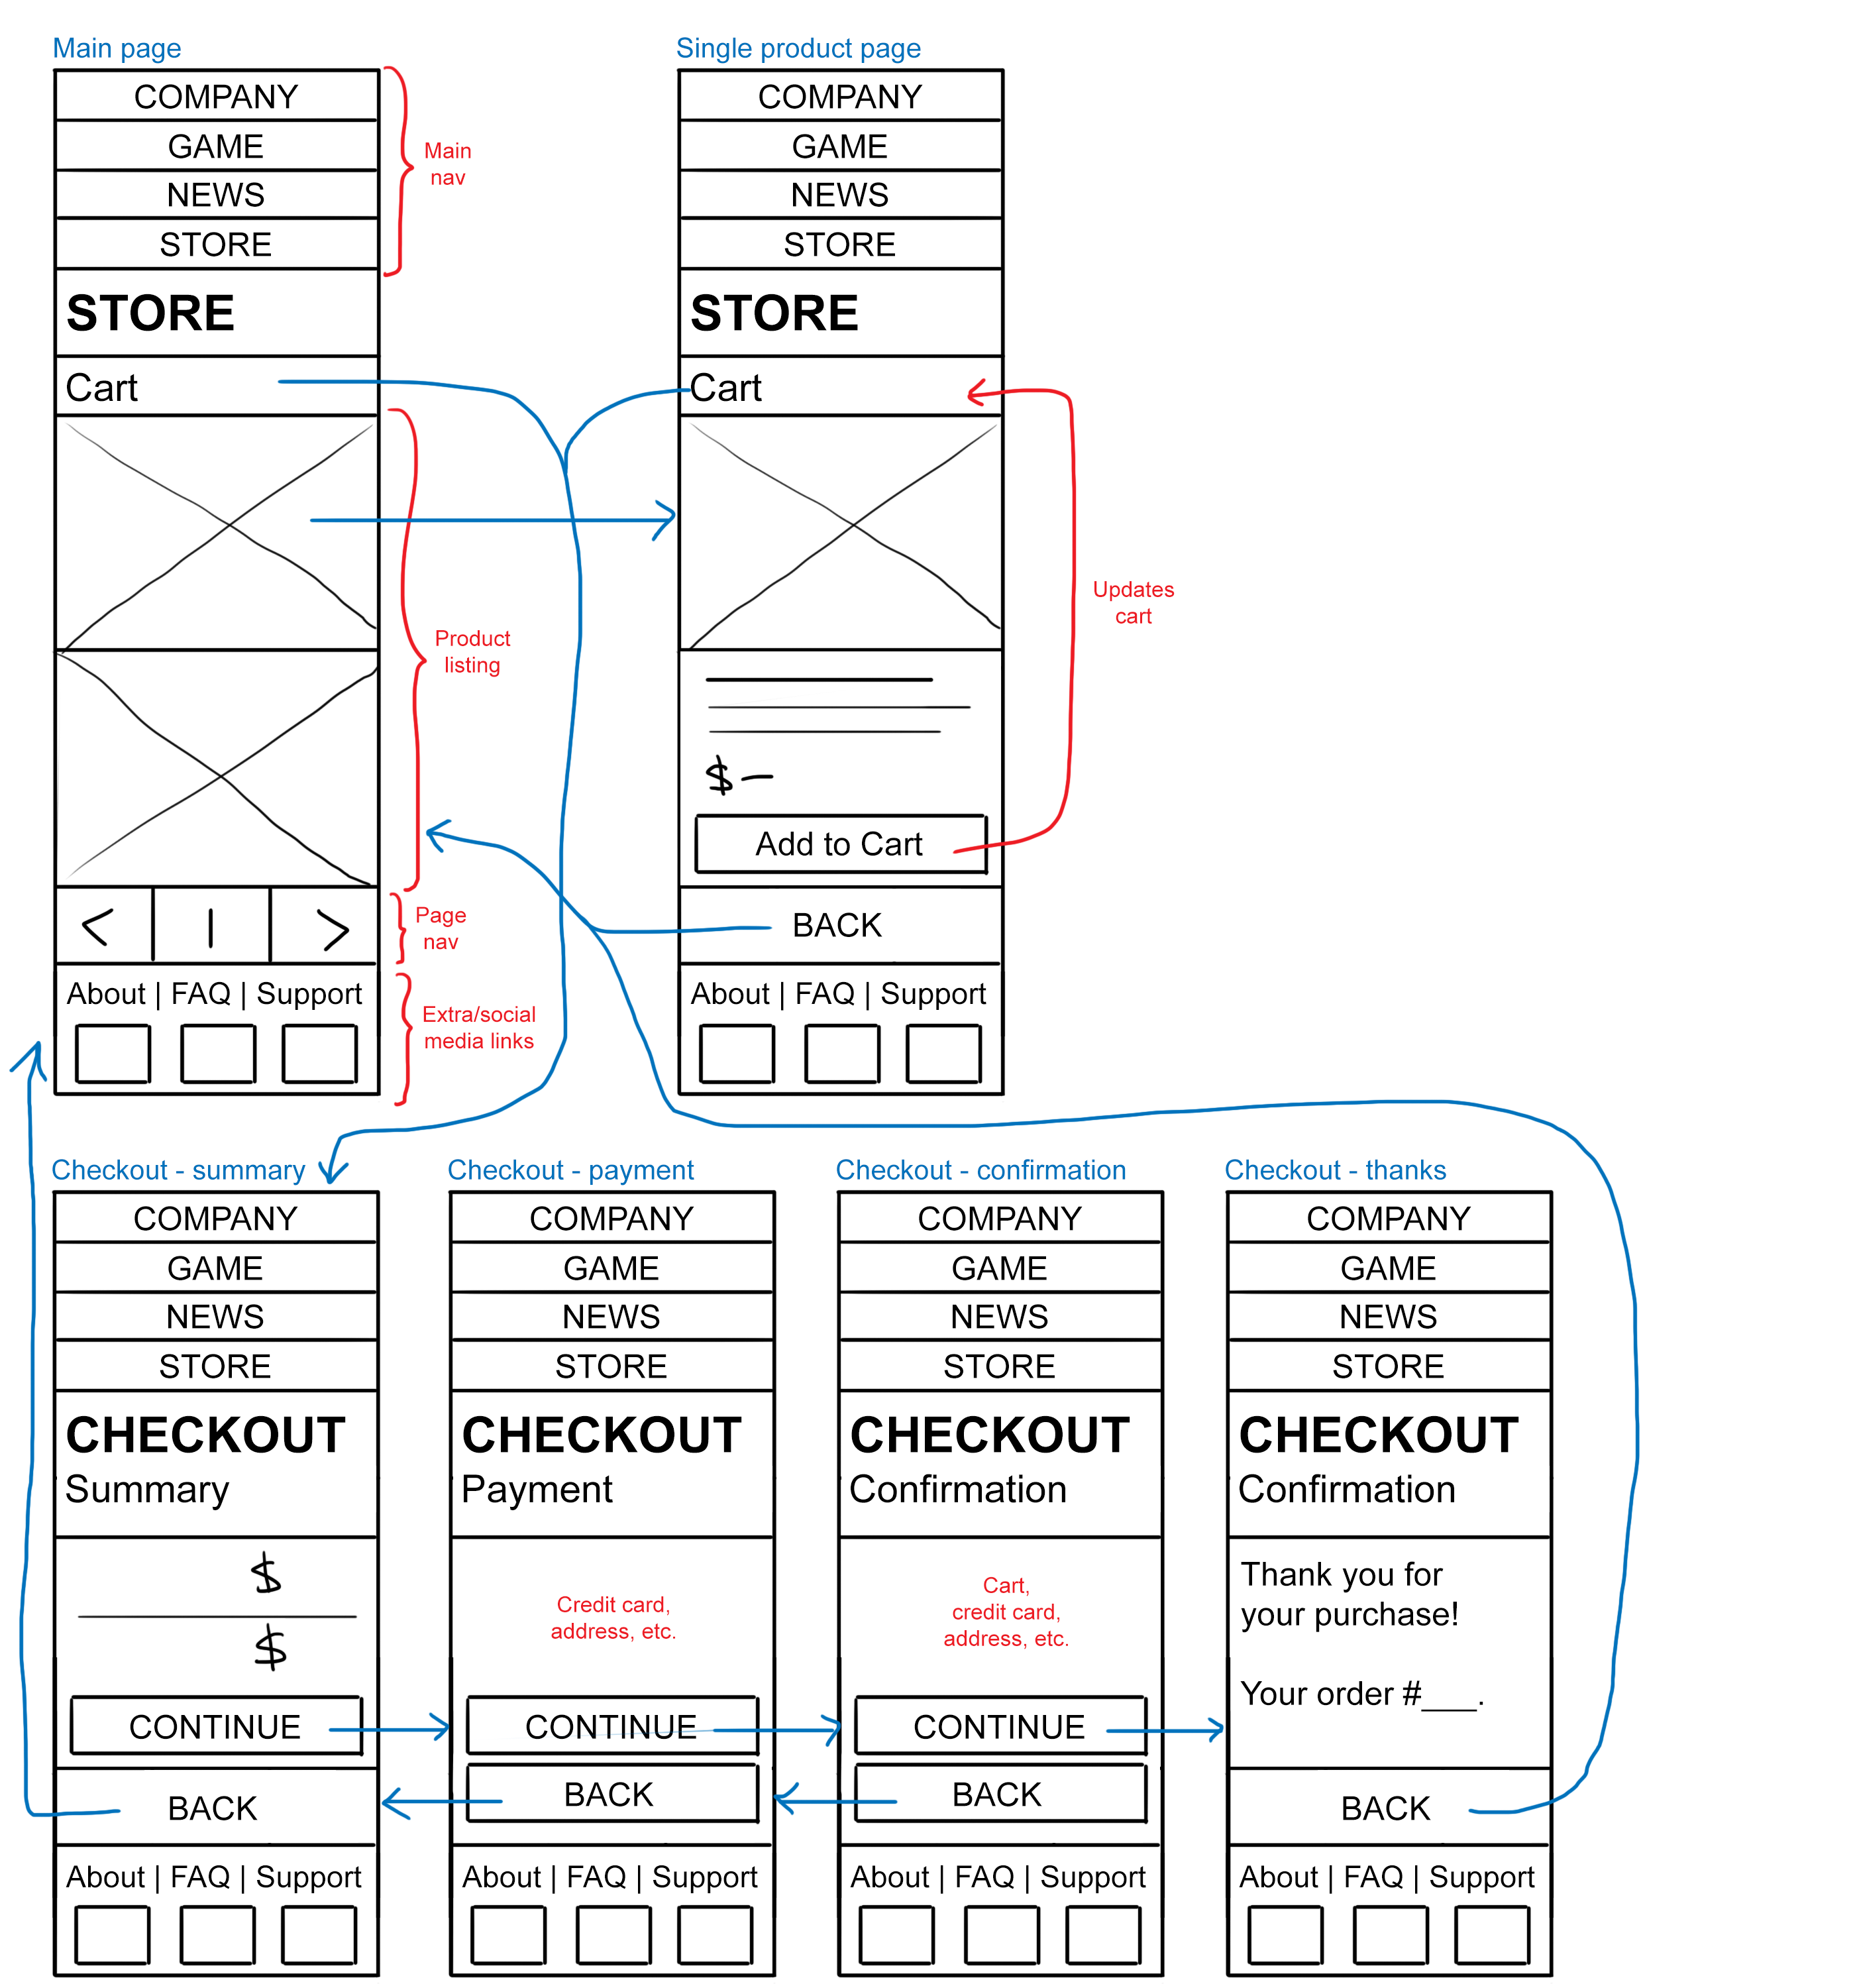 Main page
COMPANY
GAME
NEWS
STORE
Main
nav
STORE
Cart
Product
listing
<
|
>
Page
nav
About | FAQ | Support
Extra/social
media links
Single product page
COMPANY
GAME
NEWS
STORE
STORE
Cart
Updates
cart
$—
Add to Cart
BACK
About | FAQ | Support
Checkout - summary
COMPANY
GAME
NEWS
STORE
CHECKOUT
Summary
$
$
CONTINUE
BACK
About | FAQ | Support
Checkout - payment
COMPANY
GAME
NEWS
STORE
CHECKOUT
Payment
Credit card,
address, etc.
CONTINUE
BACK
About | FAQ | Support
Checkout - confirmation
COMPANY
GAME
NEWS
STORE
CHECKOUT
Confirmation
Cart,
credit card,
address, etc.
CONTINUE
BACK
About | FAQ | Support
Checkout - thanks
COMPANY
GAME
NEWS
STORE
CHECKOUT
Confirmation
Thank you for
your purchase!
Your order #___.
BACK
About | FAQ | Support